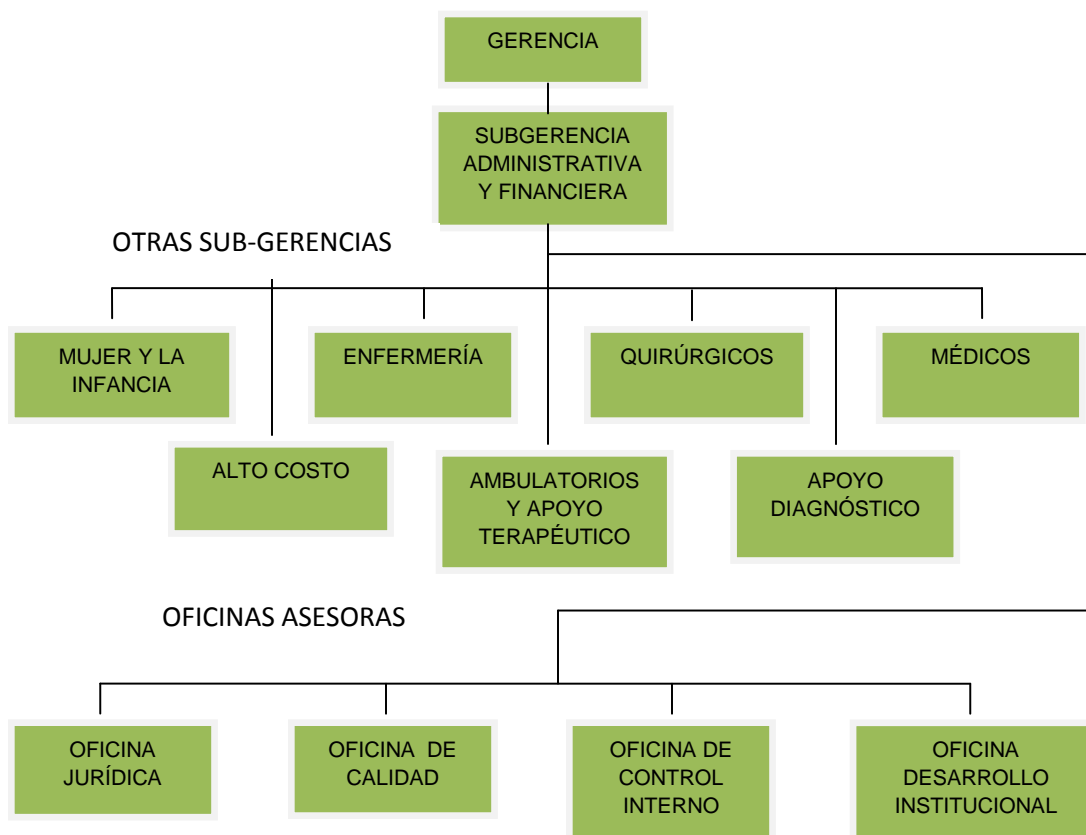 GERENCIA
SUBGERENCIA
ADMINISTRATIVA
Y FINANCIERA
OTRAS SUB-GERENCIAS
MUJER Y LA
INFANCIA
ENFERMERÍA
QUIRÚRGICOS
MÉDICOS
ALTO COSTO
AMBULATORIOS
Y APOYO
TERAPÉUTICO
APOYO
DIAGNÓSTICO
OFICINAS ASESORAS
OFICINA
JURÍDICA
OFICINA DE
CALIDAD
OFICINA DE
CONTROL
INTERNO
OFICINA
DESARROLLO
INSTITUCIONAL